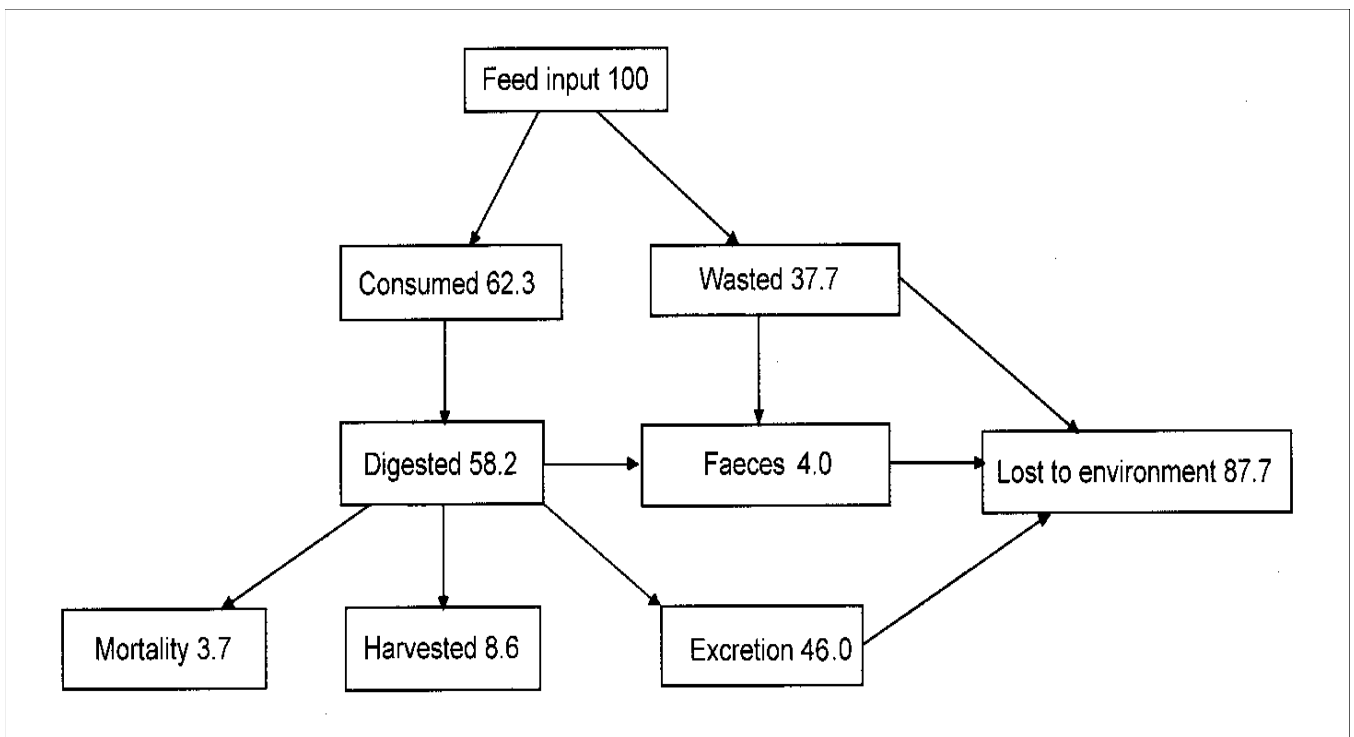 Feed input 100
Consumed 62.3
Wasted 37.7
Digested 58.2
Faeces 4.0
Lost to environment 87.7
Mortality 3.7
Harvested 8.6
Excretion 46.0